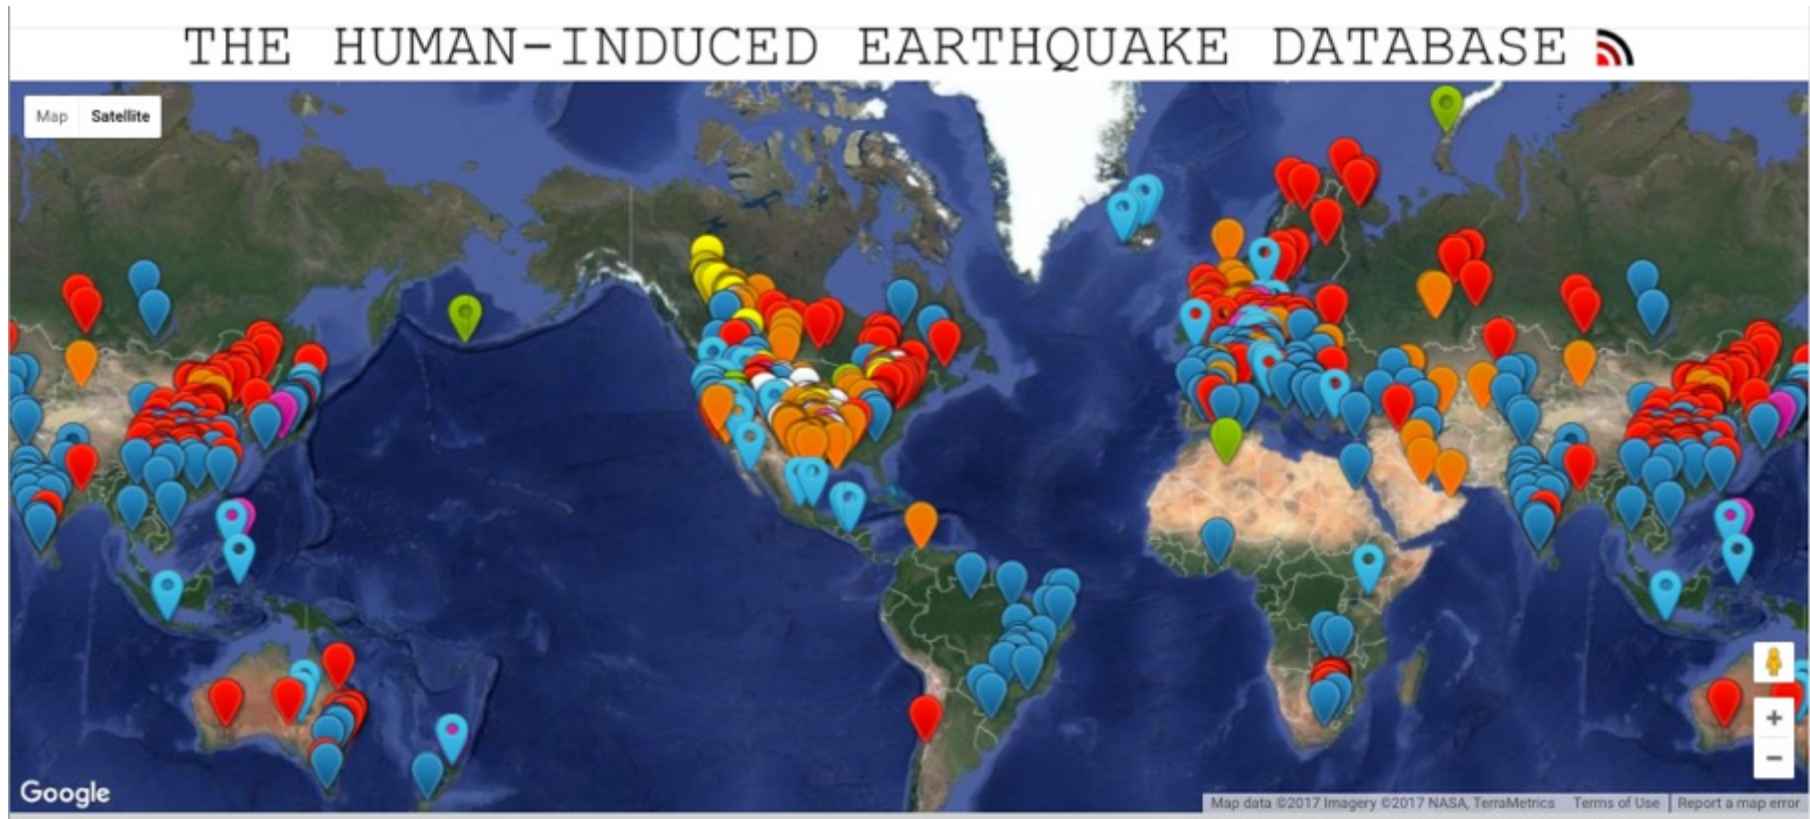 THE HUMAN-INDUCED EARTHQUAKE DATABASE
Map Satellite
Google
Map data ©2017 Imagery ©2017 NASA, TerraMetrics Terms of Use Report a map error